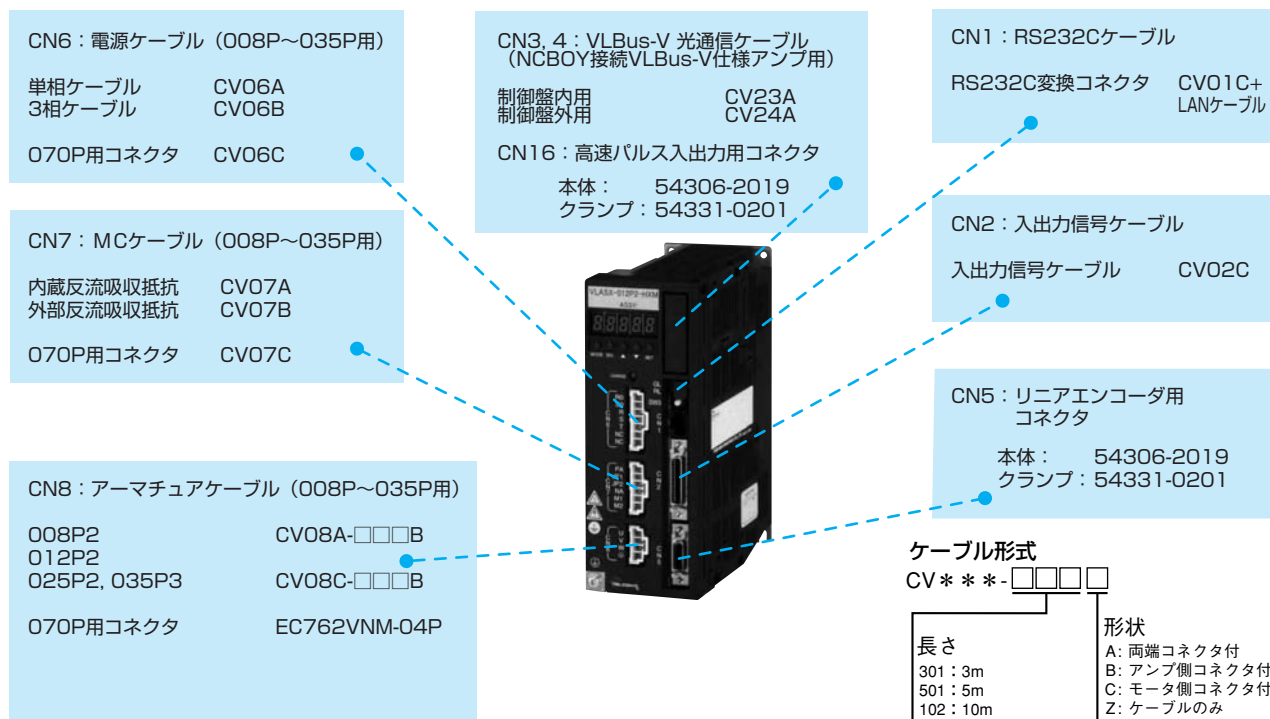 CN6：電源ケーブル（008P～035P用）
単相ケーブル CV06A
3相ケーブル CV06B
070P用コネクタ CV06C
CN7：MCケーブル（008P～035P用）
内蔵反流吸収抵抗 CV07A
外部反流吸収抵抗 CV07B
070P用コネクタ CV07C
CN8：アーマチュアケーブル（008P～035P用）
008P2 CV08A-□□□B
012P2
025P2, 035P3 CV08C-□□□B
070P用コネクタ EC762VNM-04P
CN3, 4：VLBus-V 光通信ケーブル
（NCBOY接続VLBus-V仕様アンプ用）
制御盤内用 CV23A
制御盤外用 CV24A
CN16：高速パルス入出力用コネクタ
本体： 54306-2019
クランプ：54331-0201
VLASX-012P2-HXM
ASSY
88888
MODE SEL ▲ ▼ SET
CHARGE
CN1：RS232Cケーブル
RS232C変換コネクタ CV01C+
LANケーブル
CN2：入出力信号ケーブル
入出力信号ケーブル CV02C
CN5：リニアエンコーダ用
コネクタ
本体： 54306-2019
クランプ：54331-0201
ケーブル形式
CV＊＊＊-□□□□
長さ
301：3m
501：5m
102：10m
形状
A: 両端コネクタ付
B: アンプ側コネクタ付
C: モータ側コネクタ付
Z: ケーブルのみ